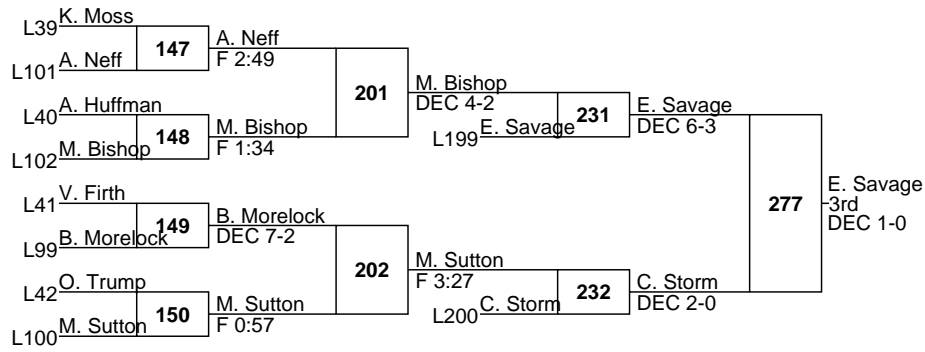 K. Moss
L39
147
A. Neff
F 2:49
A. Neff
L101
201
M. Bishop
DEC 4-2
A. Huffman
L40
148
M. Bishop
F 1:34
M. Bishop
L102
E. Savage
L199
231
E. Savage
DEC 6-3
V. Firth
L41
149
B. Morelock
DEC 7-2
B. Morelock
L99
277
E. Savage
3rd
DEC 1-0
202
M. Sutton
F 3:27
O. Trump
L42
150
M. Sutton
F 0:57
M. Sutton
L100
C. Storm
L200
232
C. Storm
DEC 2-0